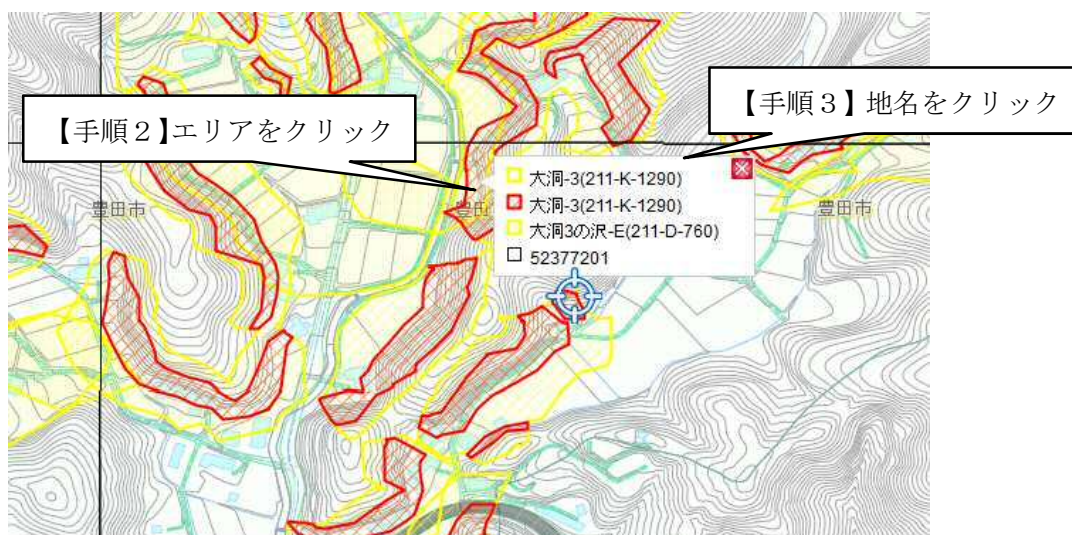 【手順２】エリアをクリック
【手順３】地名をクリック
大洞-3(211-K-1290)
大洞-3(211-K-1290)
大洞3の沢-E(211-D-760)
52377201
豊田市
豊田
豊田市